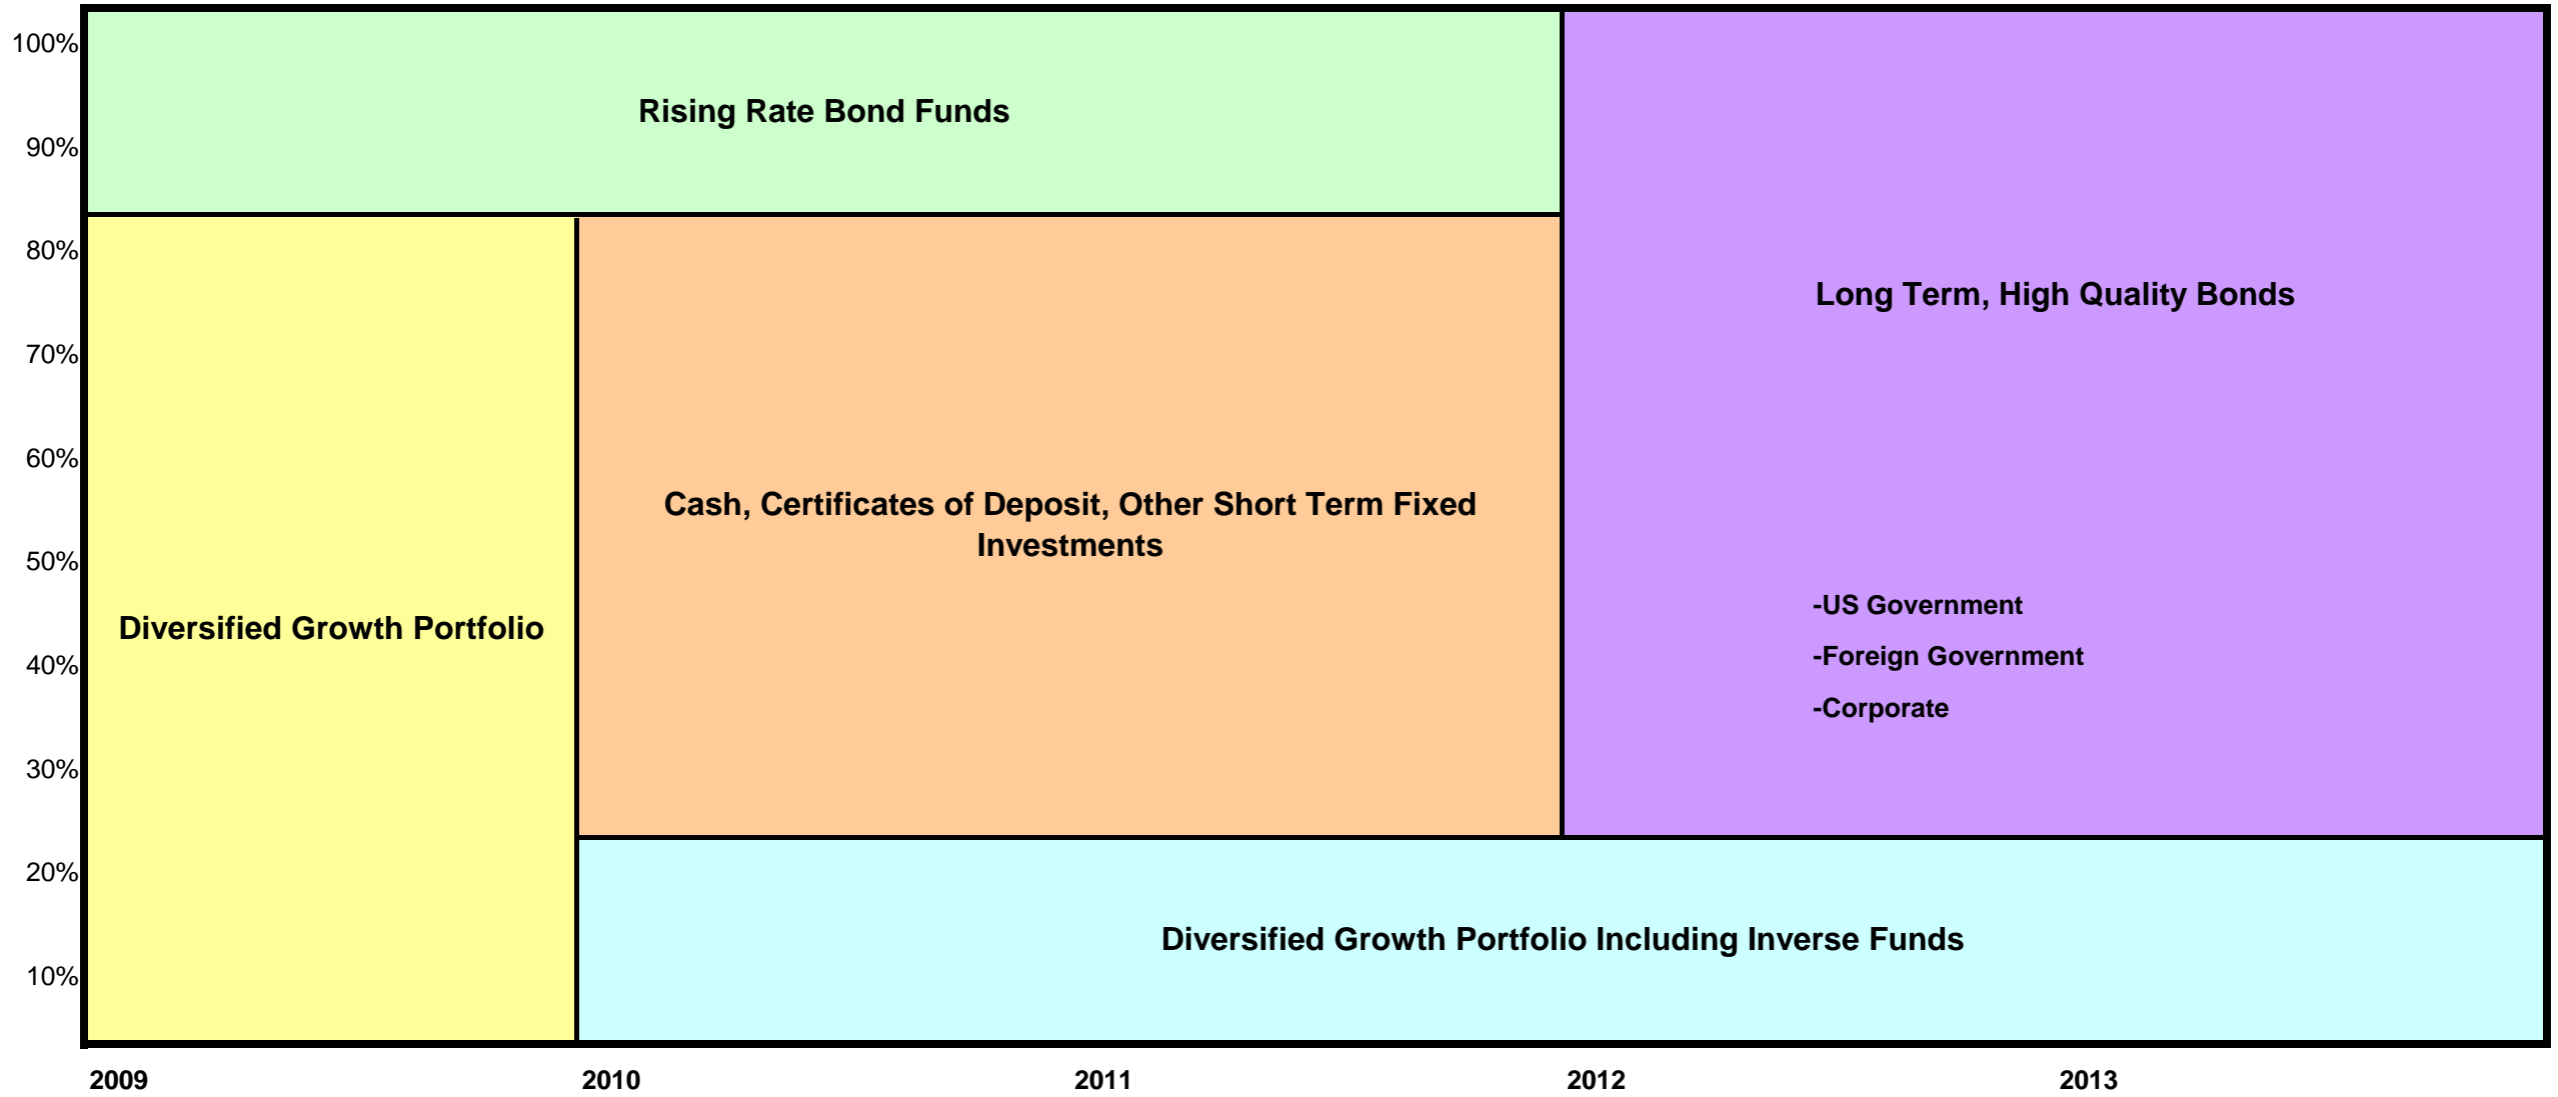 100%
Rising Rate Bond Funds
90%
80%
Long Term, High Quality Bonds
70%
60%
Cash, Certificates of Deposit, Other Short Term Fixed
Investments
50%
-US Government
Diversified Growth Portfolio
-Foreign Government
40%
-Corporate
30%
20%
Diversified Growth Portfolio Including Inverse Funds
10%
2009 2010 2011 2012 2013